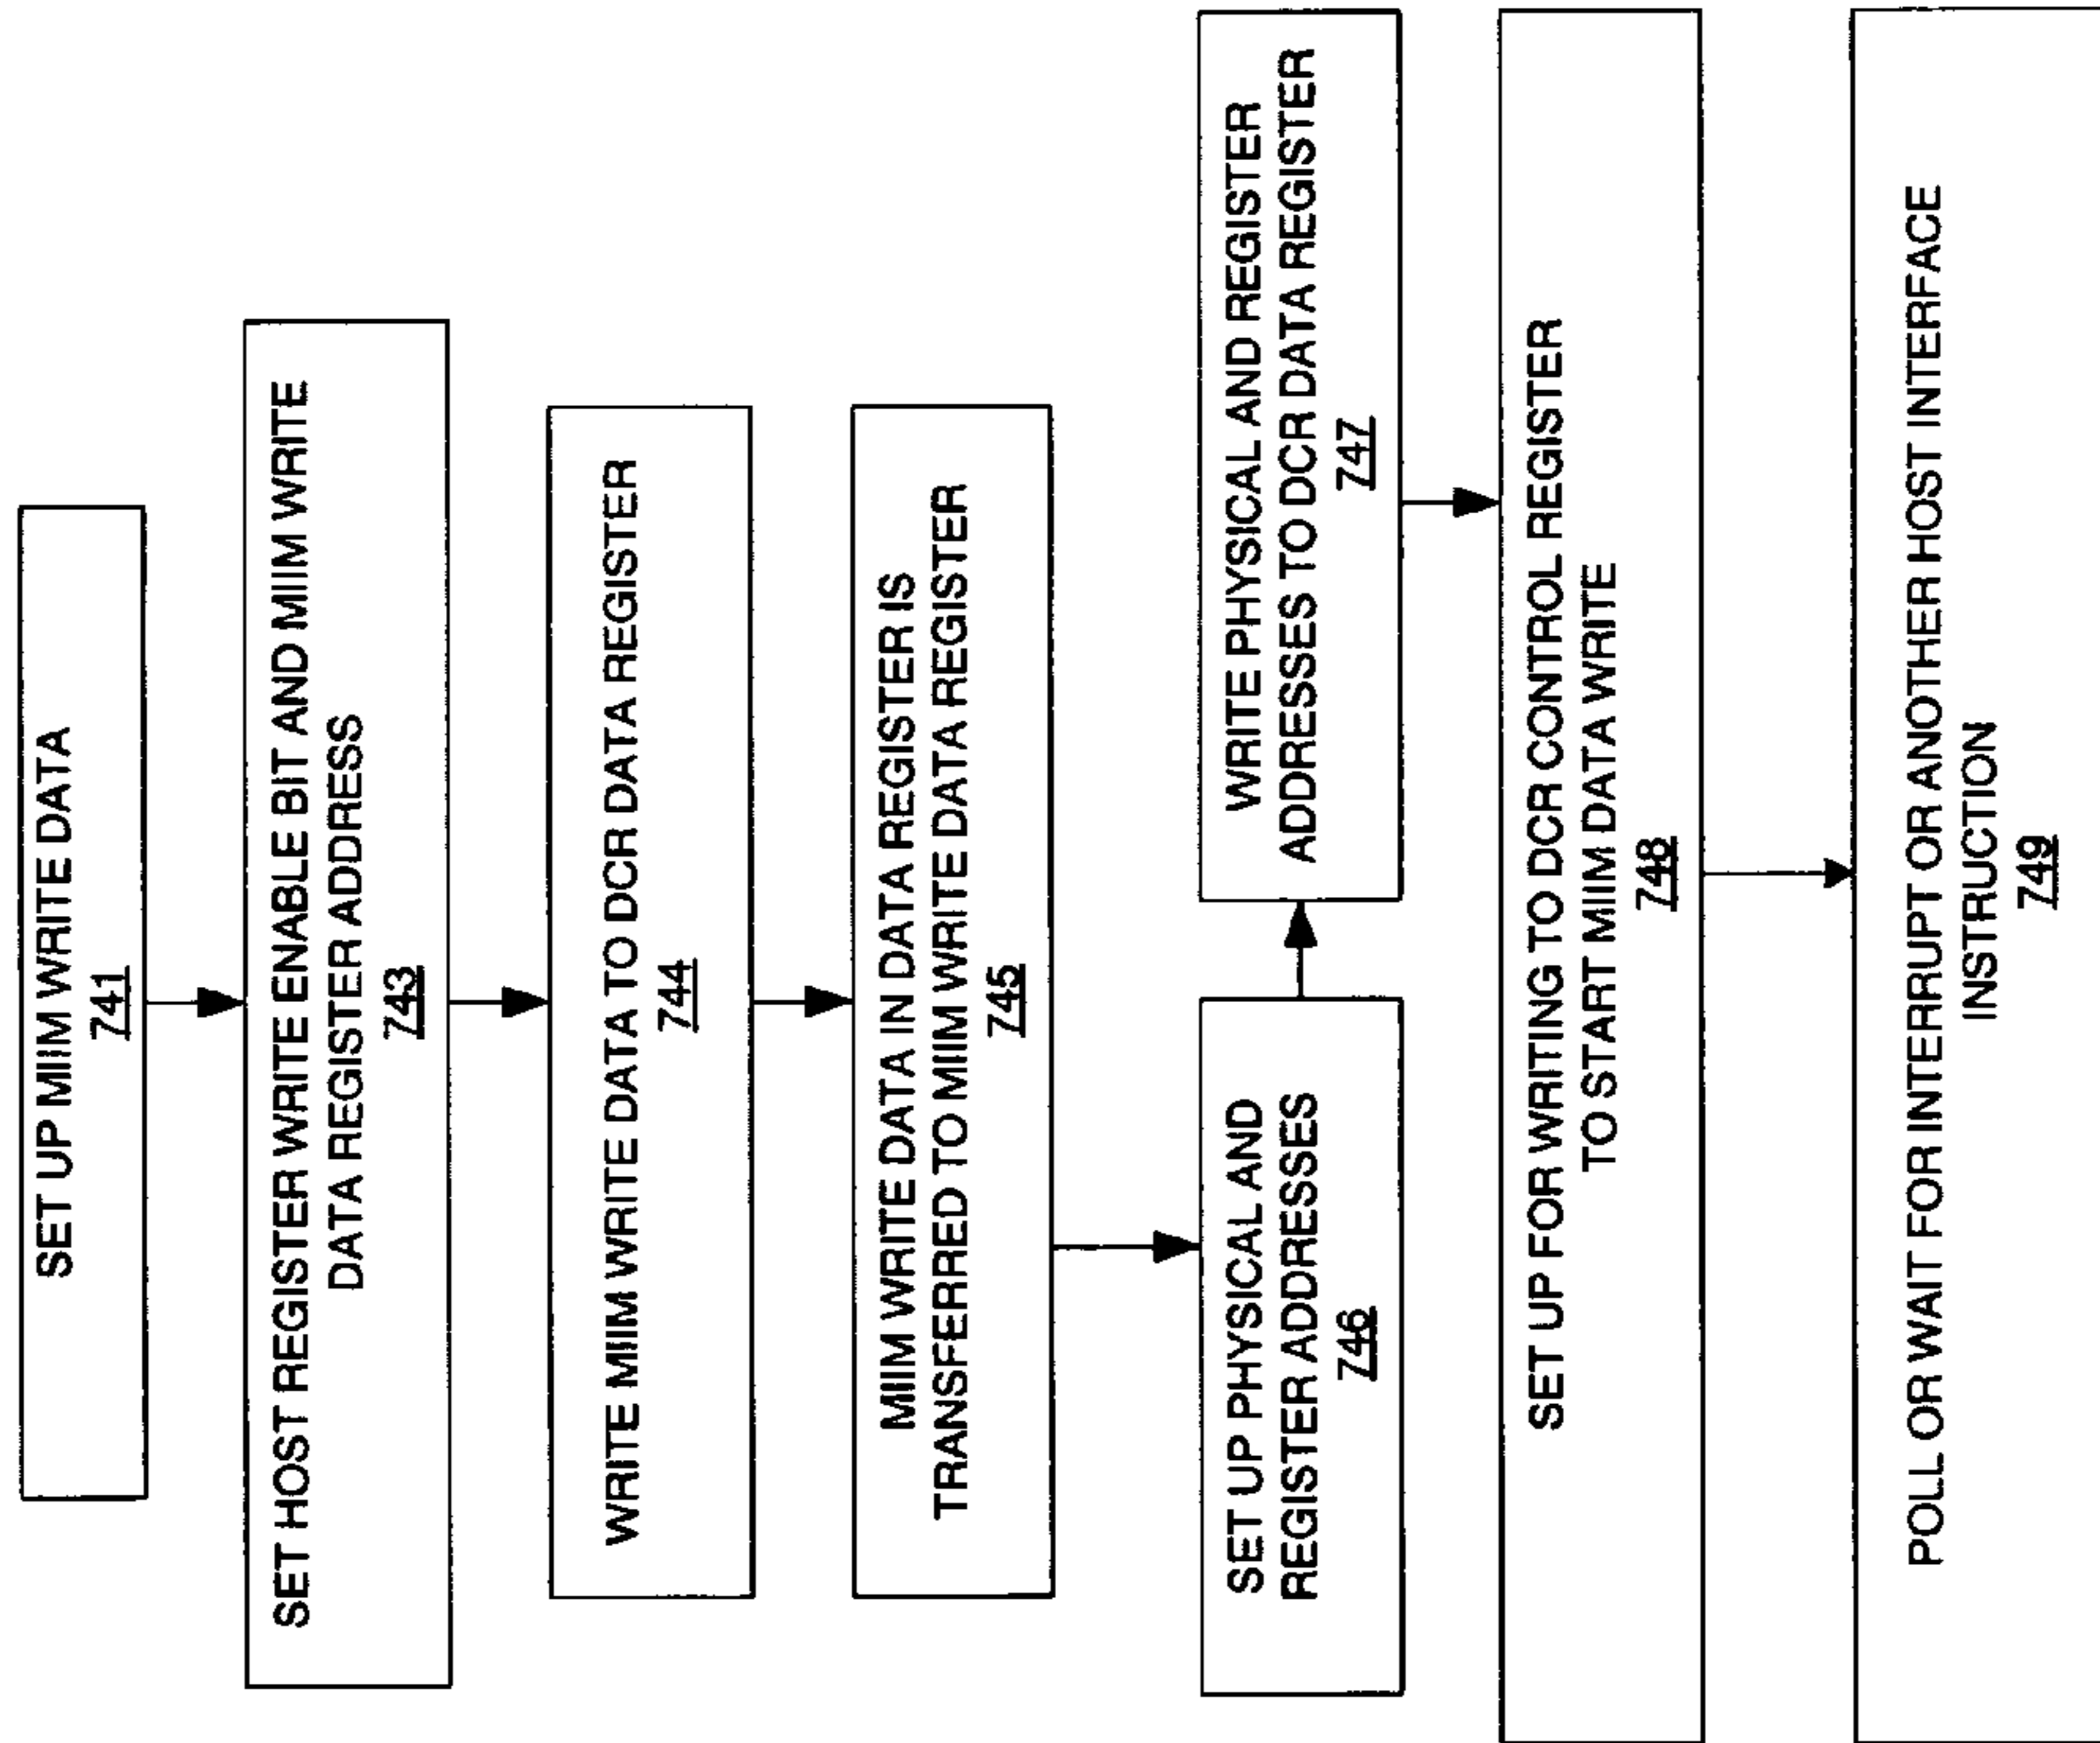 SET UP MIIM WRITE DATA
741
SET HOST REGISTER WRITE ENABLE BIT AND MIIM WRITE
DATA REGISTER ADDRESS
743
WRITE MIIM WRITE DATA TO DCR DATA REGISTER
744
MIIM WRITE DATA IN DATA REGISTER IS
TRANSFERRED TO MIIM WRITE DATA REGISTER
745
SET UP PHYSICAL AND
REGISTER ADDRESSES
746
WRITE PHYSICAL AND REGISTER
ADDRESSES TO DCR DATA REGISTER
747
SET UP FOR WRITING TO DCR CONTROL REGISTER
TO START MIIM DATA WRITE
748
POLL OR WAIT FOR INTERRUPT OR ANOTHER HOST INTERFACE
INSTRUCTION
749